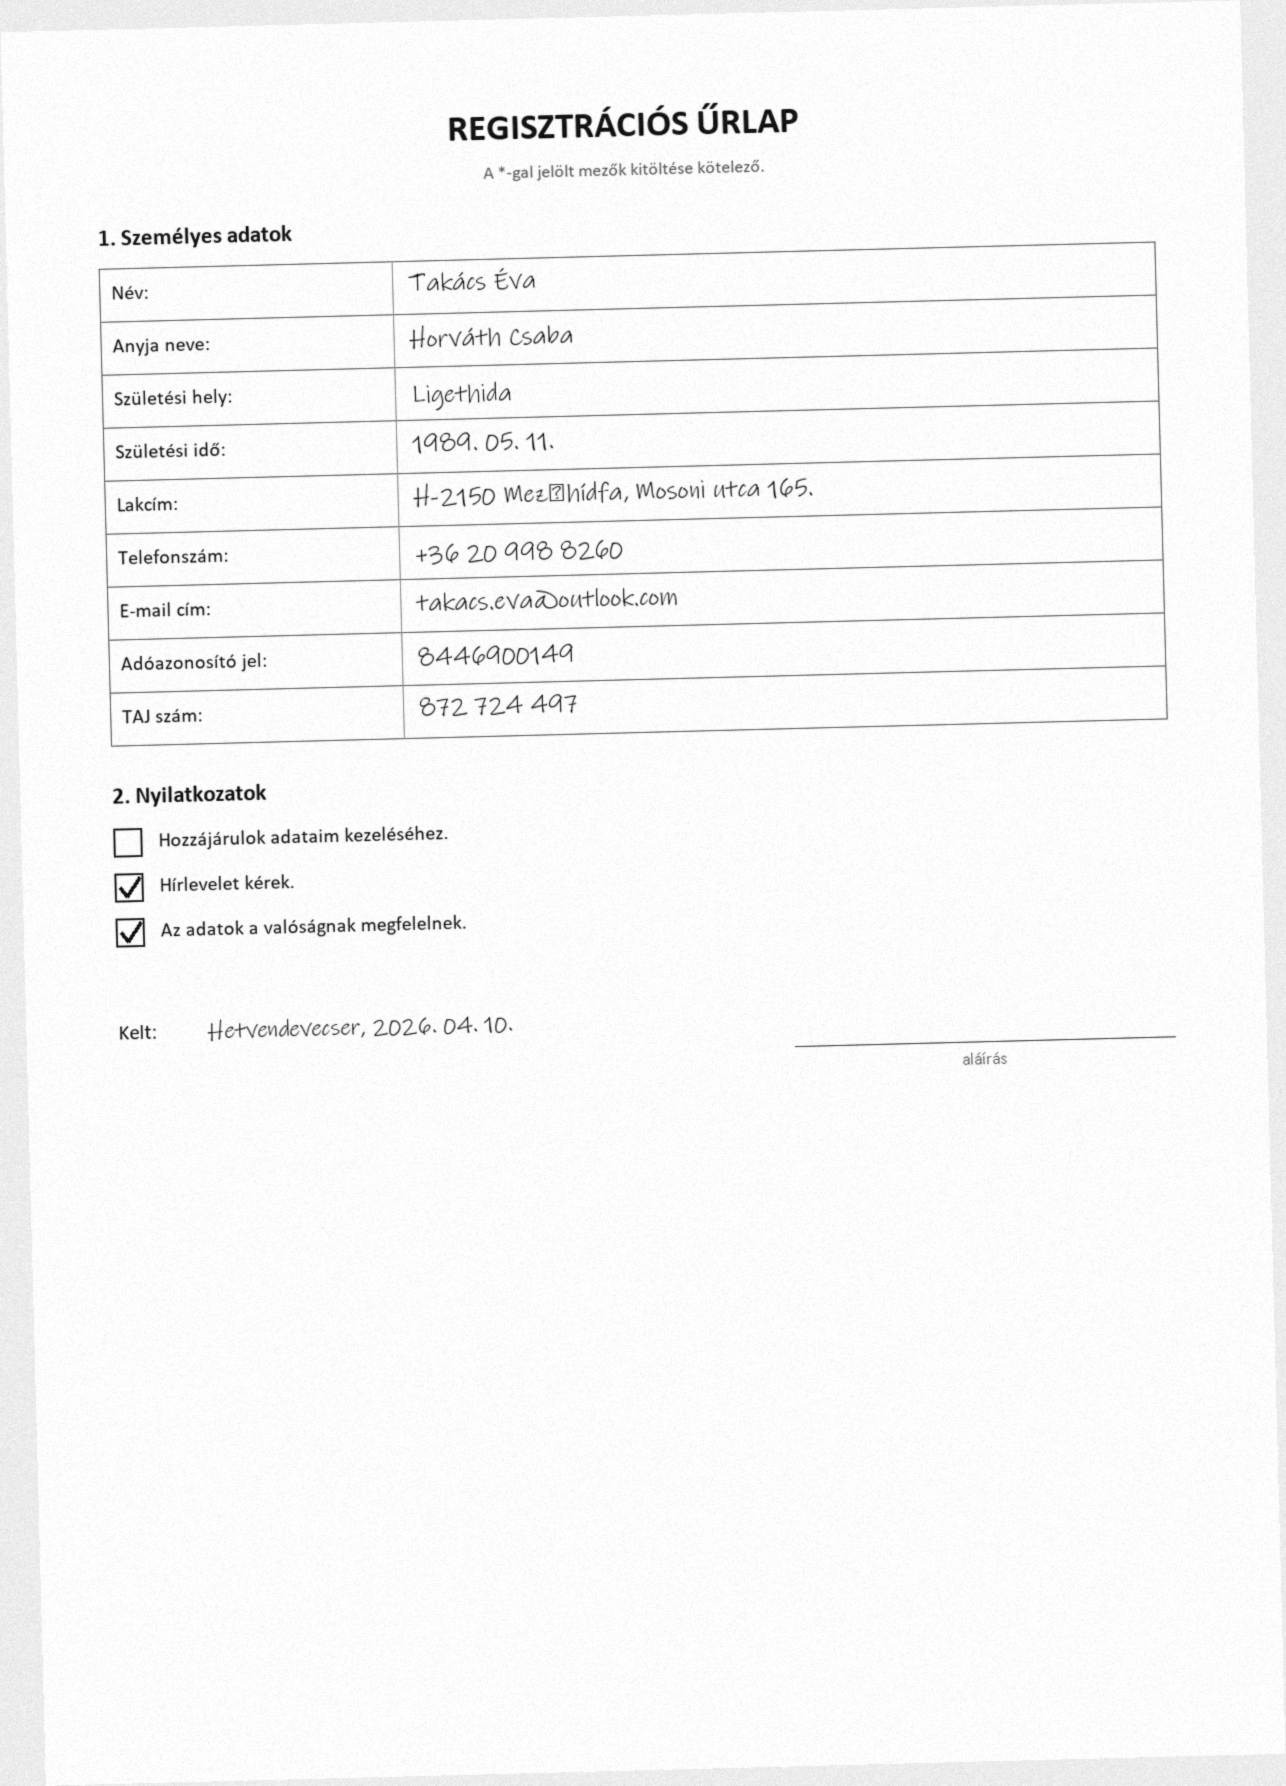 REGISZTRÁCIÓS ŰRLAP
A *-gal jelölt mezők kitöltése kötelező.
1. Személyes adatok
Név: Takács Éva
Anyja neve: Horváth Csaba
Születési hely: Ligethida
Születési idő: 1989. 05. 11.
Lakcím: H-2150 Mez⍰hídfa, Mosoni utca 165.
Telefonszám: +36 20 998 8260
E-mail cím: takacs.eva@outlook.com
Adóazonosító jel: 8446900149
TAJ szám: 872 724 497
2. Nyilatkozatok
Hozzájárulok adataim kezeléséhez.
Hírlevelet kérek.
Az adatok a valóságnak megfelelnek.
Kelt: Hetvendevecser, 2026. 04. 10.
aláírás